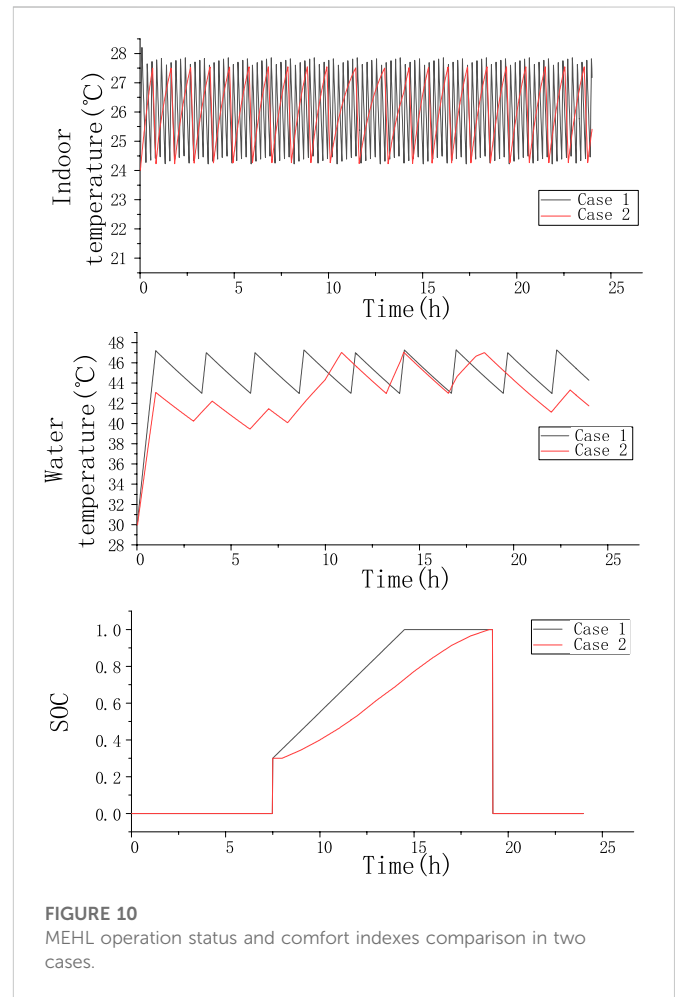 28
27
26
25
24
23
22
21
Indoor
temperature(℃)
Case 1
Case 2
0 5 10 15 20 25
Time(h)
48
46
44
42
40
38
36
34
32
30
28
Water
temperature(℃)
Case 1
Case 2
0 5 10 15 20 25
Time(h)
1.0
0.8
0.6
0.4
0.2
0.0
SOC
Case 1
Case 2
0 5 10 15 20 25
Time(h)
FIGURE 10
MEHL operation status and comfort indexes comparison in two
cases.